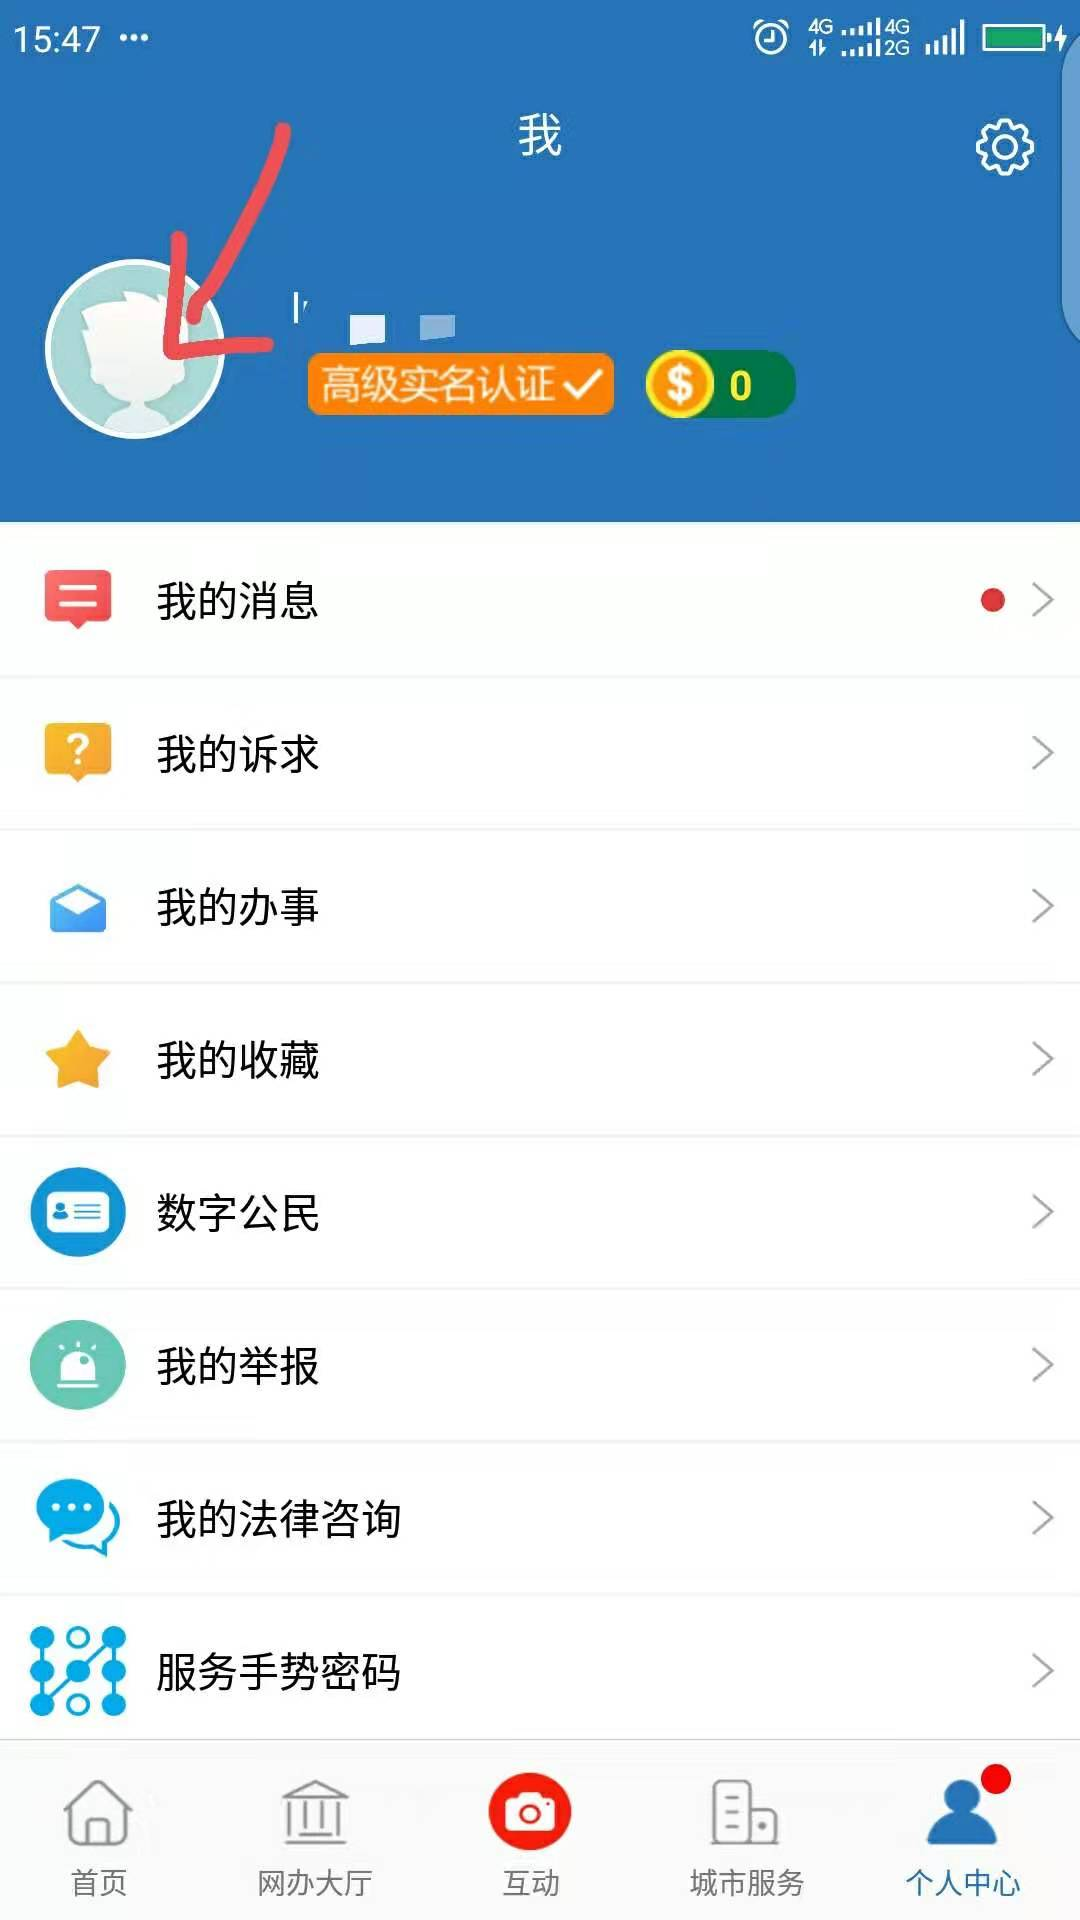 15:47 ...
4G 4G 2G
我
高级实名认证
$ 0
我的消息
? 我的诉求
我的办事
我的收藏
数字公民
我的举报
我的法律咨询
服务手势密码
首页 网办大厅 互动 城市服务 个人中心